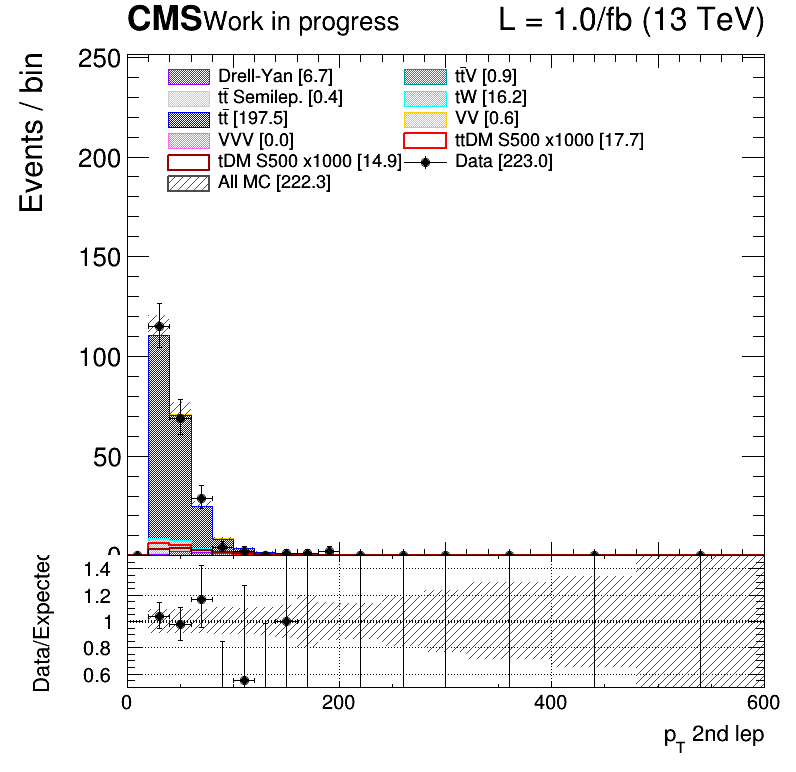 CMS Work in progress L = 1.0/fb (13 TeV)
Events / bin
250
200
150
100
50
0
Drell-Yan [6.7]
tt̄V [0.9]
tt̄ Semilep. [0.4]
tW [16.2]
tt̄ [197.5]
VV [0.6]
VVV [0.0]
ttDM S500 x1000 [17.7]
tDM S500 x1000 [14.9]
Data [223.0]
All MC [222.3]
Data/Expected
1.4
1.2
1
0.8
0.6
0 200 400 600
p_T 2nd lep